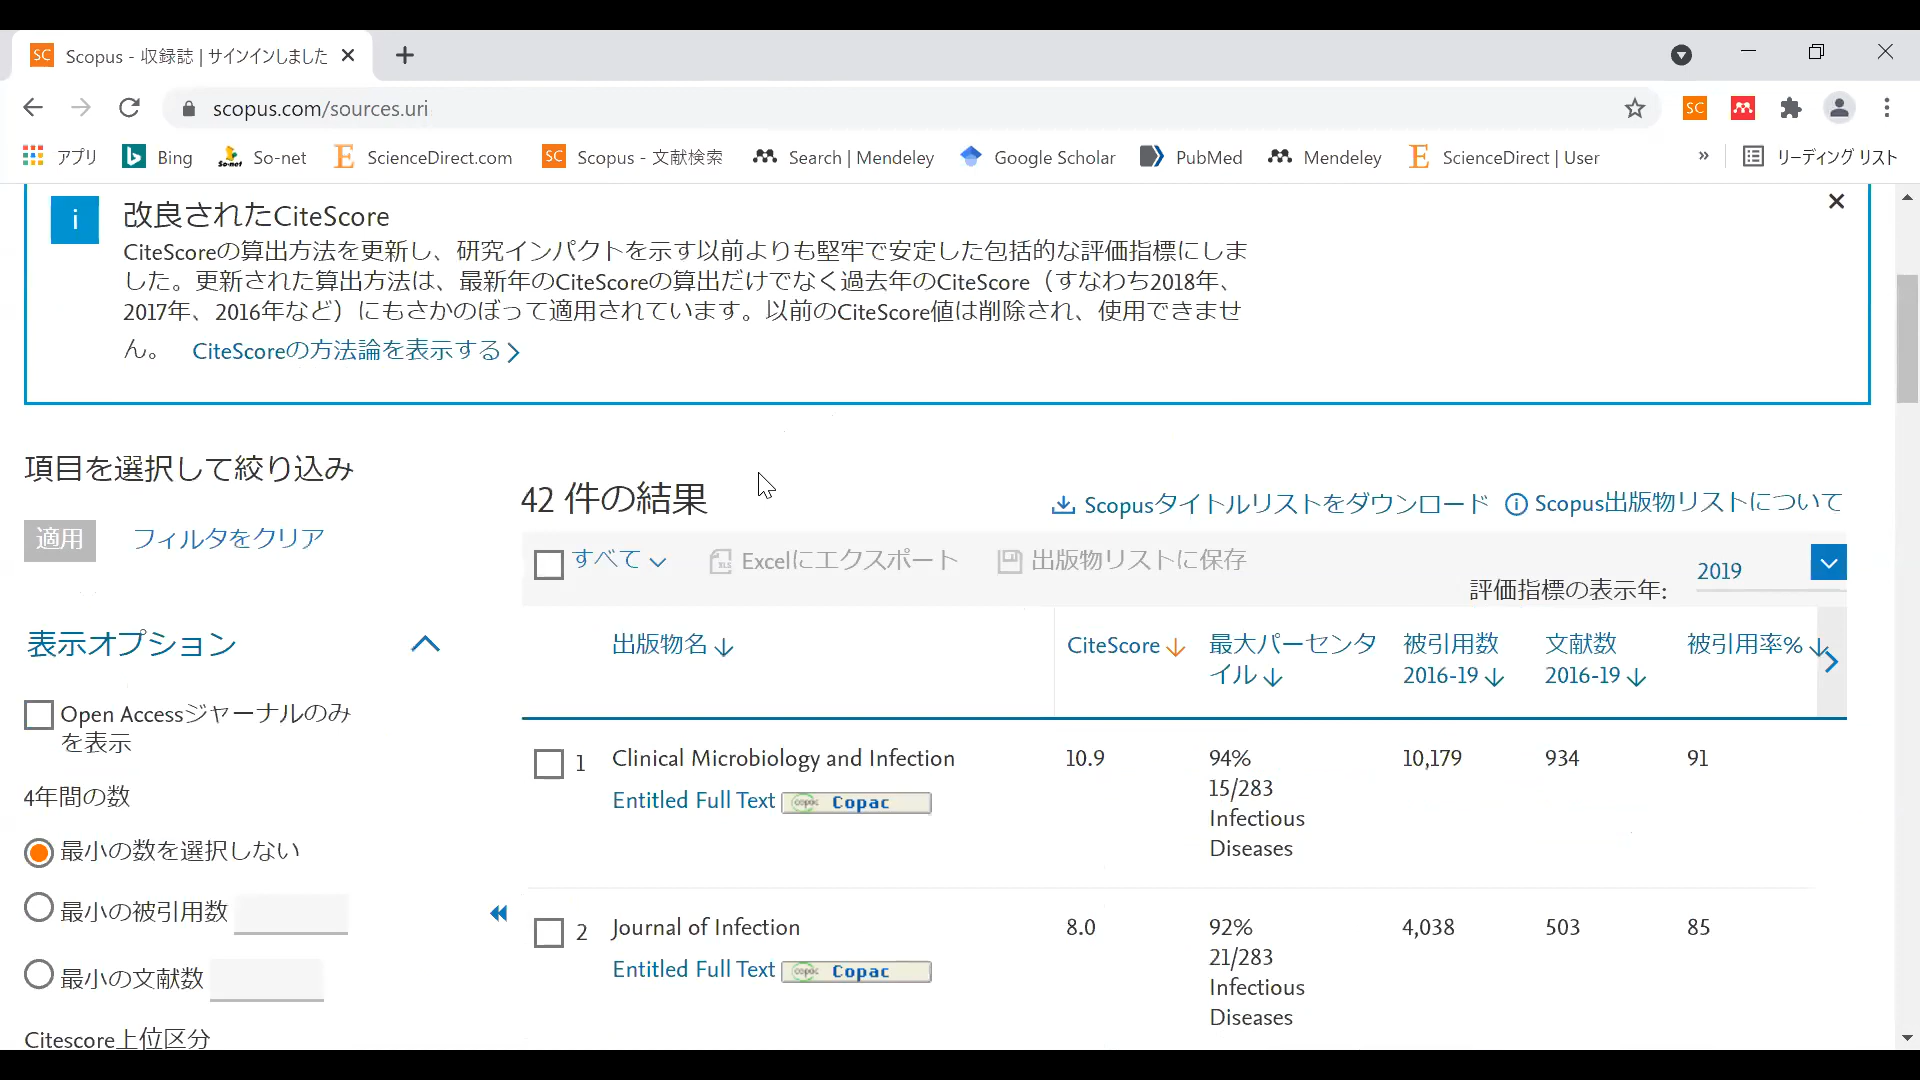 Scopus - 収録誌 | サインインしました
scopus.com/sources.uri
アプリ Bing So-net ScienceDirect.com Scopus - 文献検索 Search | Mendeley Google Scholar PubMed Mendeley ScienceDirect | User » リーディング リスト
改良されたCiteScore
CiteScoreの算出方法を更新し、研究インパクトを示す以前よりも堅牢で安定した包括的な評価指標にしま
した。更新された算出方法は、最新年のCiteScoreの算出だけでなく過去年のCiteScore（すなわち2018年、
2017年、2016年など）にもさかのぼって適用されています。以前のCiteScore値は削除され、使用できませ
ん。 CiteScoreの方法論を表示する
項目を選択して絞り込み
適用 フィルタをクリア
表示オプション
Open Accessジャーナルのみ
を表示
4年間の数
最小の数を選択しない
最小の被引用数
最小の文献数
Citescore上位区分
42 件の結果
Scopusタイトルリストをダウンロード Scopus出版物リストについて
すべて Excelにエクスポート 出版物リストに保存
評価指標の表示年: 2019
出版物名 CiteScore 最大パーセンタ 被引用数 文献数 被引用率%
イル 2016-19 2016-19
1 Clinical Microbiology and Infection 10.9 94% 10,179 934 91
15/283
Entitled Full Text copac Copac
Infectious
Diseases
2 Journal of Infection 8.0 92% 4,038 503 85
21/283
Entitled Full Text copac Copac
Infectious
Diseases